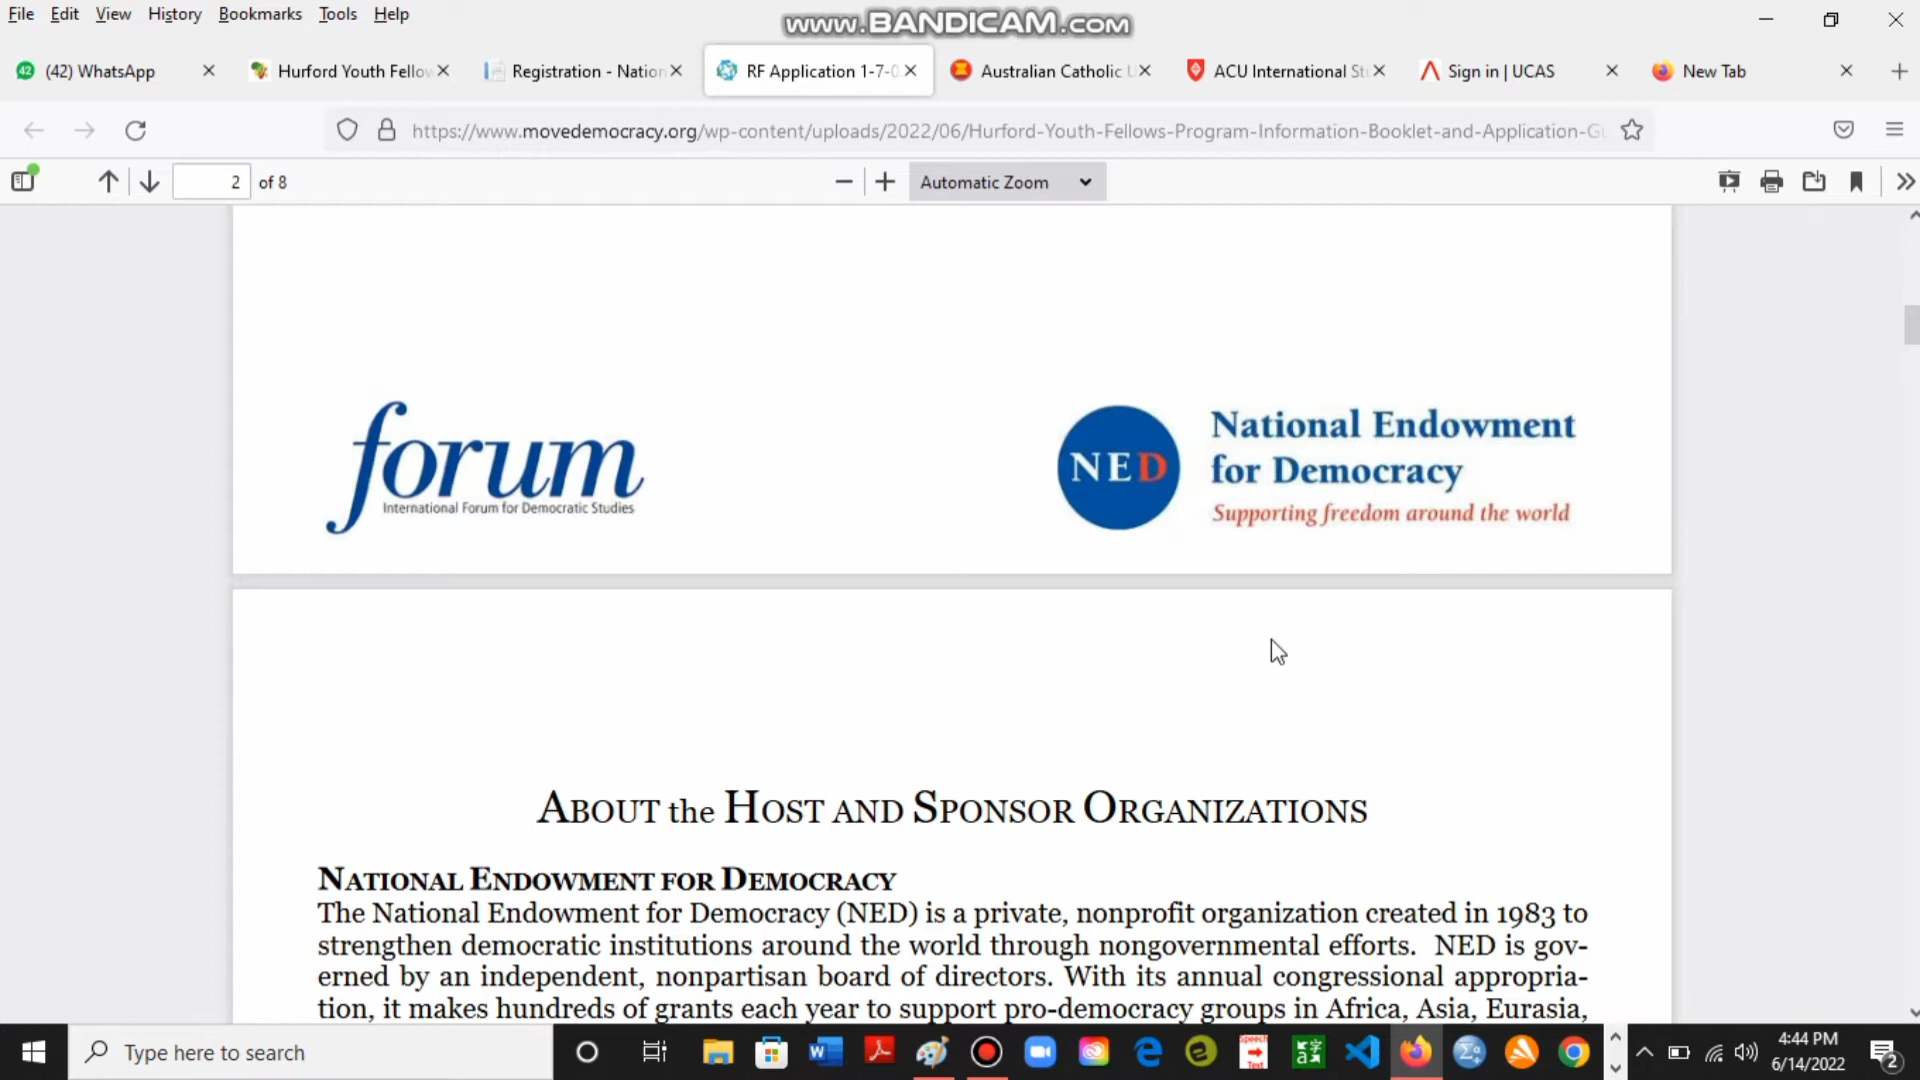 File Edit View History Bookmarks Tools Help
www.BANDICAM.com
42 (42) WhatsApp
Hurford Youth Fellow
Registration - Nation
RF Application 1-7-0
Australian Catholic U
ACU International St
Sign in | UCAS
New Tab
https://www.movedemocracy.org/wp-content/uploads/2022/06/Hurford-Youth-Fellows-Program-Information-Booklet-and-Application-G
2 of 8
Automatic Zoom
forum
International Forum for Democratic Studies
NED
National Endowment
for Democracy
Supporting freedom around the world
ABOUT the HOST AND SPONSOR ORGANIZATIONS
NATIONAL ENDOWMENT FOR DEMOCRACY
The National Endowment for Democracy (NED) is a private, nonprofit organization created in 1983 to
strengthen democratic institutions around the world through nongovernmental efforts. NED is gov-
erned by an independent, nonpartisan board of directors. With its annual congressional appropria-
tion, it makes hundreds of grants each year to support pro-democracy groups in Africa, Asia, Eurasia,
Type here to search
Speech
Text
4:44 PM
6/14/2022
2